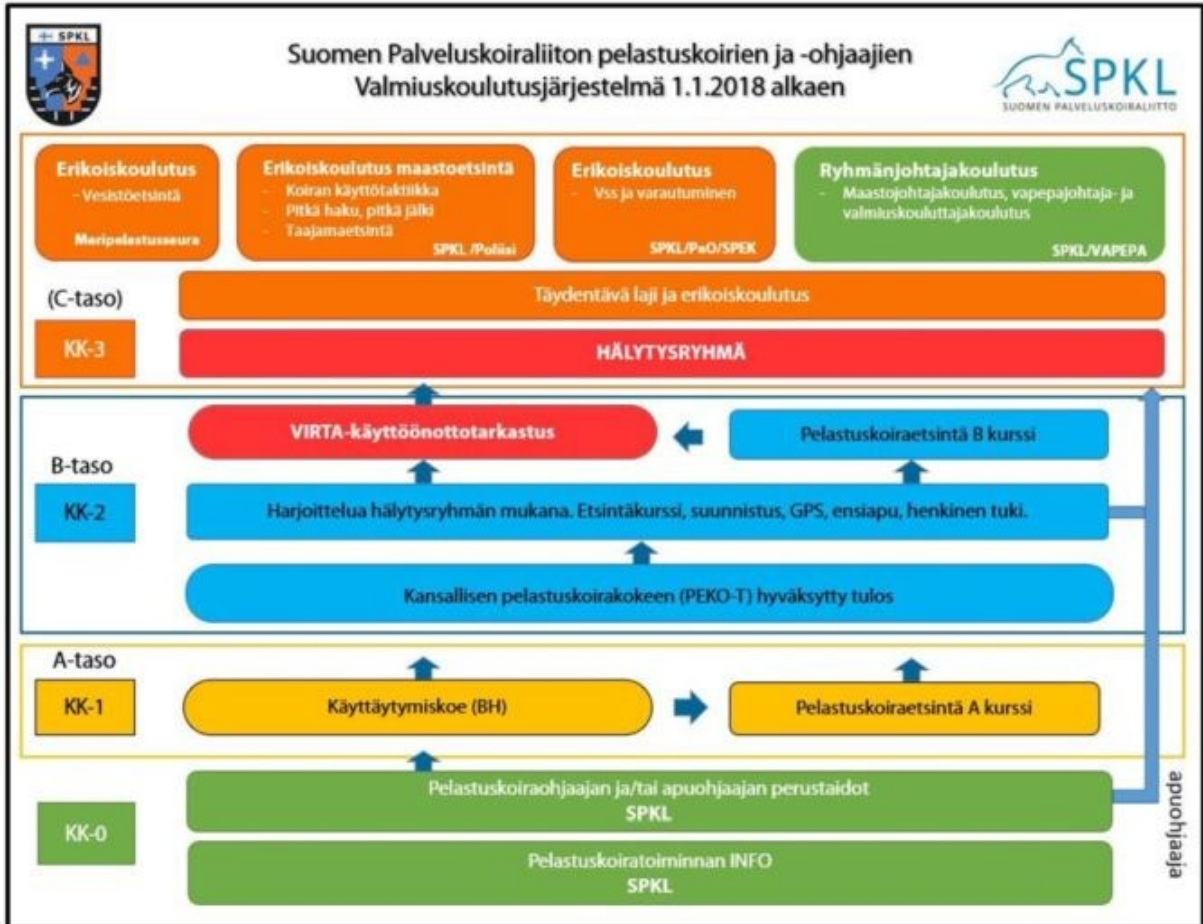 SPKL
Suomen Palveluskoiraliiton pelastuskoirien ja -ohjaajien
Valmiuskoulutusjärjestelmä 1.1.2018 alkaen
SPKL
SUOMEN PALVELUSKOIRALIITTO
Erikoiskoulutus
- Vesistöetsintä
Meripelastusseura
Erikoiskoulutus maastoetsintä
- Koiran käyttötaktiikka
- Pitkä haku, pitkä jälki
- Taajamaetsintä
SPKL /Poliisi
Erikoiskoulutus
- Vss ja varautuminen
SPKL/PeO/SPEK
Ryhmänjohtajakoulutus
- Maastojohtajakoulutus, vapepajohtaja- ja
valmiuskouluttajakoulutus
SPKL/VAPEPA
(C-taso)
KK-3
Täydentävä laji ja erikoiskoulutus
HÄLYTYSRYHMÄ
B-taso
KK-2
VIRTA-käyttöönottotarkastus
Pelastuskoiraetsintä B kurssi
Harjoittelua hälytysryhmän mukana. Etsintäkurssi, suunnistus, GPS, ensiapu, henkinen tuki.
Kansallisen pelastuskoirakokeen (PEKO-T) hyväksytty tulos
A-taso
KK-1
Käyttäytymiskoe (BH)
Pelastuskoiraetsintä A kurssi
KK-0
Pelastuskoiraohjaajan ja/tai apuohjaajan perustaidot
SPKL
Pelastuskoiratoiminnan INFO
SPKL
apuohjaaja